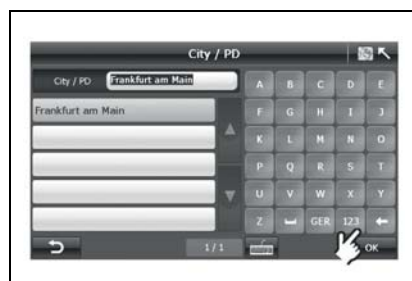 City / PD
City / PD Frankfurt am Main A B C D E
Frankfurt am Main F G H I J
K L M N O
P Q R S T
U V W X Y
Z GER 123
1/1 OK